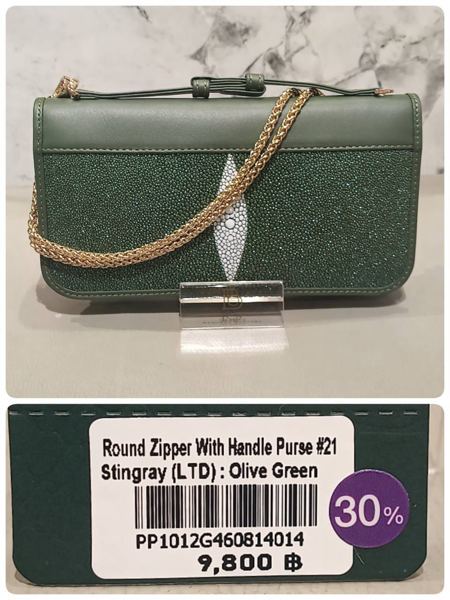 Round Zipper With Handle Purse #21
Stingray (LTD) : Olive Green
PP1012G460814014
9,800 ฿
30%